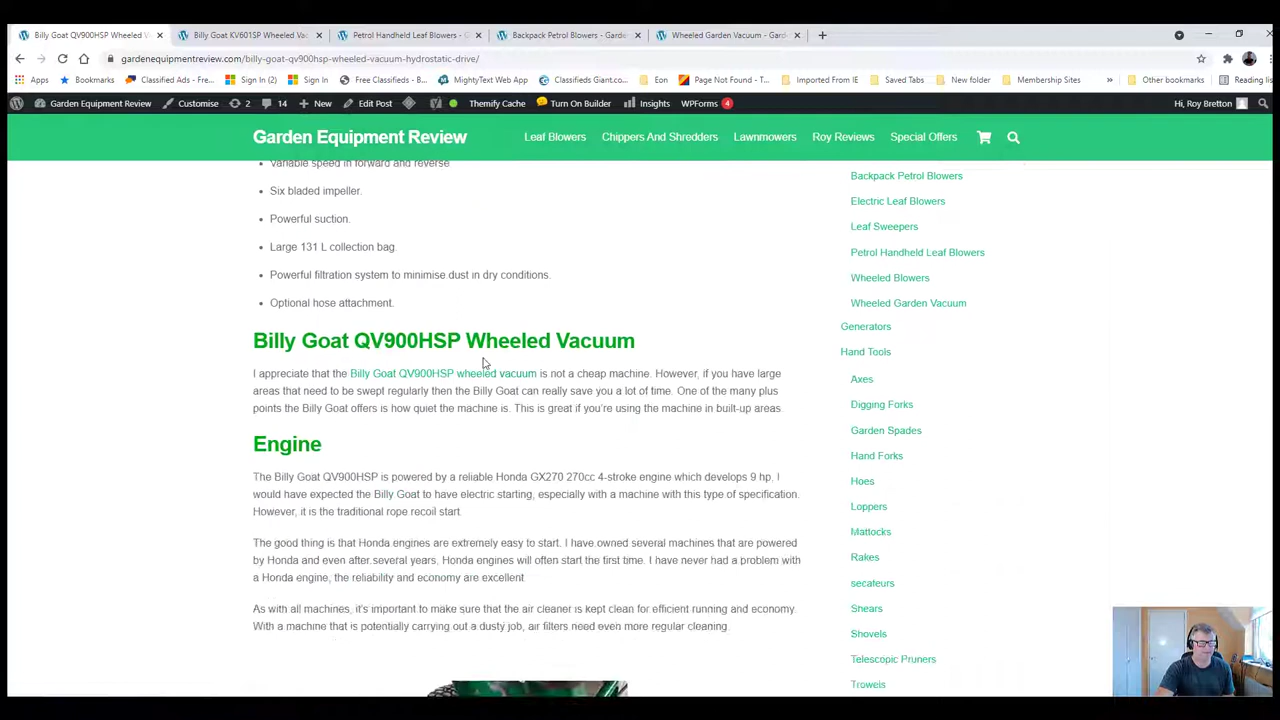 Billy Goat QV900HSP Wheeled V
Billy Goat KV601SP Wheeled Vac
Petrol Handheld Leaf Blowers - G
Backpack Petrol Blowers - Garde
Wheeled Garden Vacuum - Gard
gardenequipmentreview.com/billy-goat-qv900hsp-wheeled-vacuum-hydrostatic-drive/
Apps Bookmarks Classified Ads - Free... Sign In (2) Sign In Free Classifieds - B... MightyText Web App Classifieds Giant.co... Eon Page Not Found - T... Imported From IE Saved Tabs New folder Membership Sites » Other bookmarks Reading list
Garden Equipment Review Customise 2 14 + New Edit Post Themify Cache Turn On Builder Insights WPForms 4 Hi, Roy Bretton
Garden Equipment Review Leaf Blowers Chippers And Shredders Lawnmowers Roy Reviews Special Offers
Variable speed in forward and reverse
Six bladed impeller.
Powerful suction.
Large 131 L collection bag.
Powerful filtration system to minimise dust in dry conditions.
Optional hose attachment.
Billy Goat QV900HSP Wheeled Vacuum
I appreciate that the Billy Goat QV900HSP wheeled vacuum is not a cheap machine. However, if you have large
areas that need to be swept regularly then the Billy Goat can really save you a lot of time. One of the many plus
points the Billy Goat offers is how quiet the machine is. This is great if you're using the machine in built-up areas.
Engine
The Billy Goat QV900HSP is powered by a reliable Honda GX270 270cc 4-stroke engine which develops 9 hp. I
would have expected the Billy Goat to have electric starting, especially with a machine with this type of specification.
However, it is the traditional rope recoil start.
The good thing is that Honda engines are extremely easy to start. I have owned several machines that are powered
by Honda and even after several years, Honda engines will often start the first time. I have never had a problem with
a Honda engine, the reliability and economy are excellent.
As with all machines, it's important to make sure that the air cleaner is kept clean for efficient running and economy.
With a machine that is potentially carrying out a dusty job, air filters need even more regular cleaning.
Backpack Petrol Blowers
Electric Leaf Blowers
Leaf Sweepers
Petrol Handheld Leaf Blowers
Wheeled Blowers
Wheeled Garden Vacuum
Generators
Hand Tools
Axes
Digging Forks
Garden Spades
Hand Forks
Hoes
Loppers
Mattocks
Rakes
secateurs
Shears
Shovels
Telescopic Pruners
Trowels